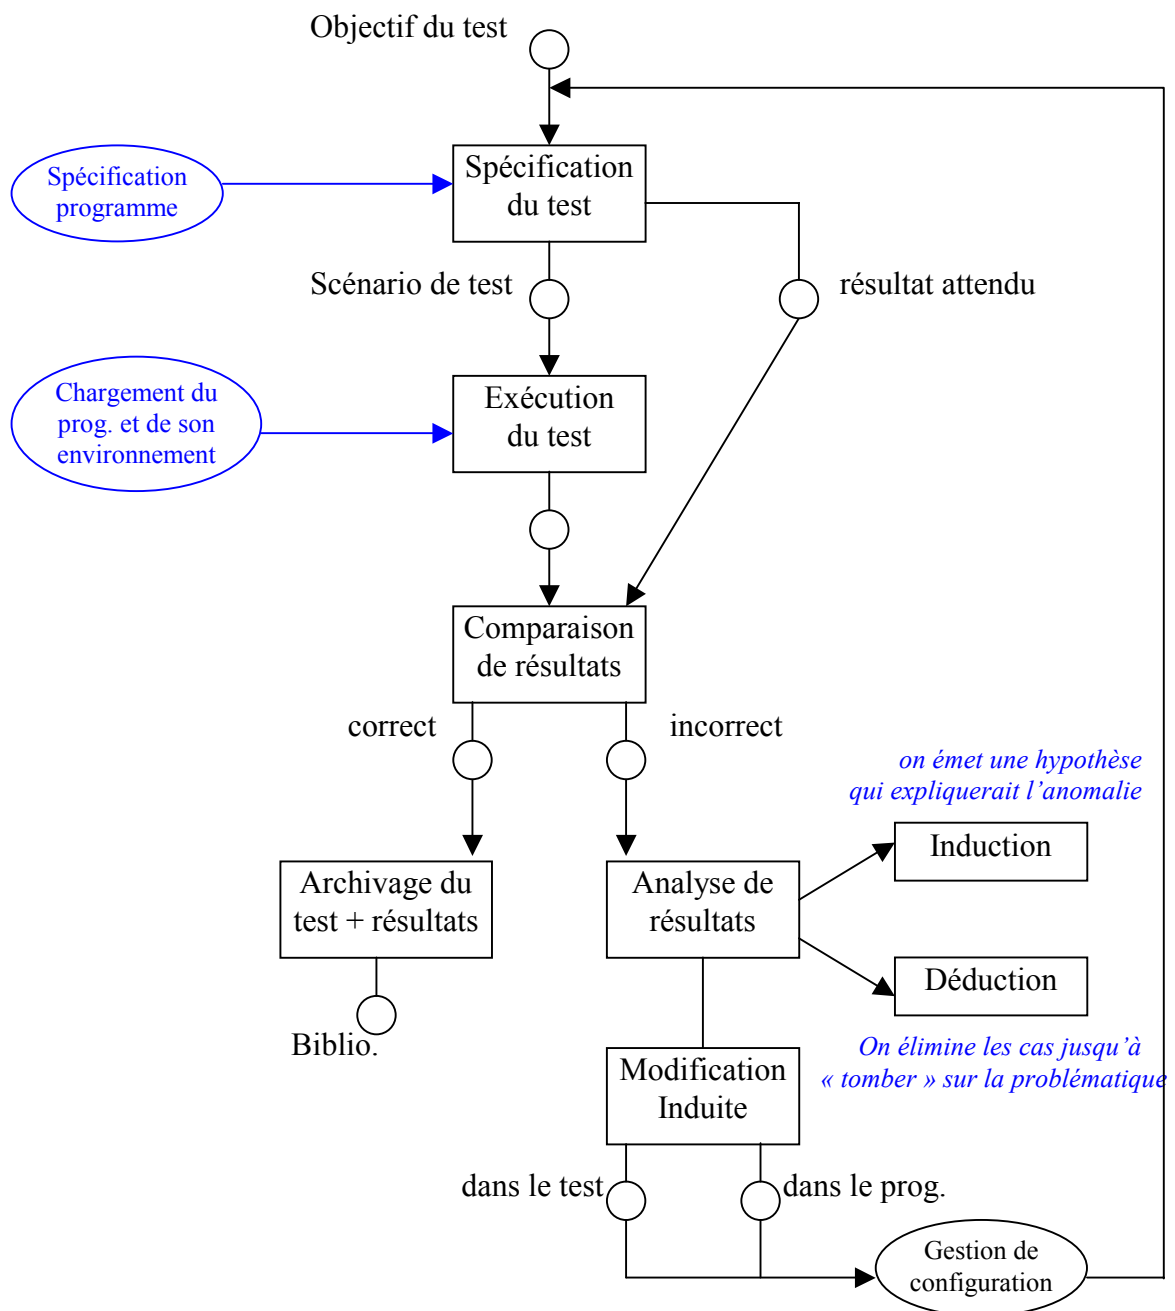 Objectif du test
Spécification
programme
Spécification
du test
Scénario de test
résultat attendu
Chargement du
prog. et de son
environnement
Exécution
du test
Comparaison
de résultats
correct
incorrect
on émet une hypothèse
qui expliquerait l’anomalie
Induction
Archivage du
test + résultats
Analyse de
résultats
Déduction
Biblio.
On élimine les cas jusqu’à
« tomber » sur la problématique
Modification
Induite
dans le test
dans le prog.
Gestion de
configuration